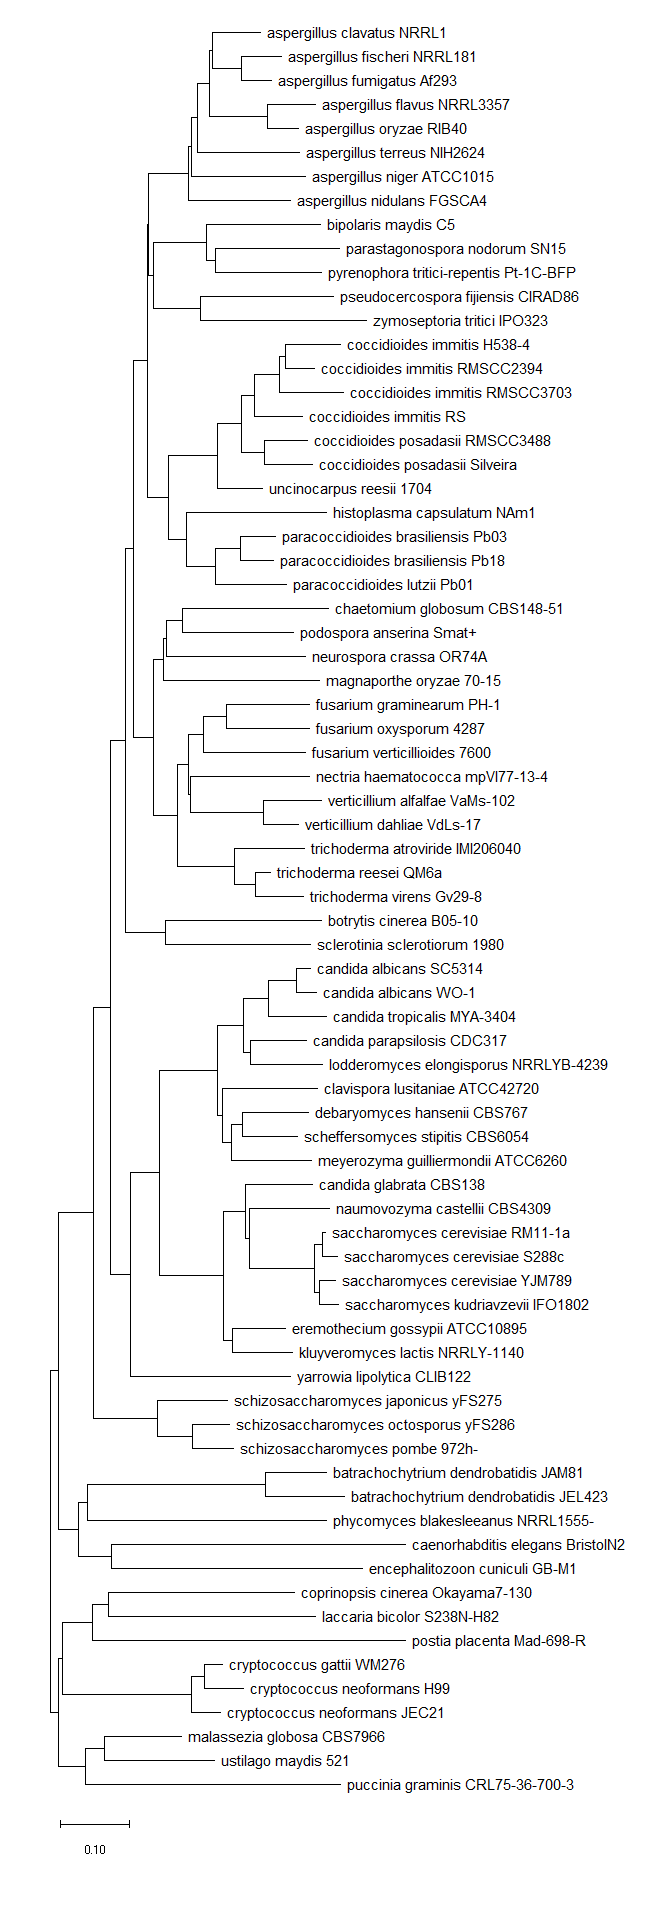 aspergillus clavatus NRRL1
aspergillus fischeri NRRL181
aspergillus fumigatus Af293
aspergillus flavus NRRL3357
aspergillus oryzae RIB40
aspergillus terreus NIH2624
aspergillus niger ATCC1015
aspergillus nidulans FGSCA4
bipolaris maydis C5
parastagonospora nodorum SN15
pyrenophora tritici-repentis Pt-1C-BFP
pseudocercospora fijiensis CIRAD86
zymoseptoria tritici IPO323
coccidioides immitis H538-4
coccidioides immitis RMSCC2394
coccidioides immitis RMSCC3703
coccidioides immitis RS
coccidioides posadasii RMSCC3488
coccidioides posadasii Silveira
uncinocarpus reesii 1704
histoplasma capsulatum NAm1
paracoccidioides brasiliensis Pb03
paracoccidioides brasiliensis Pb18
paracoccidioides lutzii Pb01
chaetomium globosum CBS148-51
podospora anserina Smat+
neurospora crassa OR74A
magnaporthe oryzae 70-15
fusarium graminearum PH-1
fusarium oxysporum 4287
fusarium verticillioides 7600
nectria haematococca mpVI77-13-4
verticillium alfalfae VaMs-102
verticillium dahliae VdLs-17
trichoderma atroviride IMI206040
trichoderma reesei QM6a
trichoderma virens Gv29-8
botrytis cinerea B05-10
sclerotinia sclerotiorum 1980
candida albicans SC5314
candida albicans WO-1
candida tropicalis MYA-3404
candida parapsilosis CDC317
lodderomyces elongisporus NRRLYB-4239
clavispora lusitaniae ATCC42720
debaryomyces hansenii CBS767
scheffersomyces stipitis CBS6054
meyerozyma guilliermondii ATCC6260
candida glabrata CBS138
naumovozyma castellii CBS4309
saccharomyces cerevisiae RM11-1a
saccharomyces cerevisiae S288c
saccharomyces cerevisiae YJM789
saccharomyces kudriavzevii IFO1802
eremothecium gossypii ATCC10895
kluyveromyces lactis NRRLY-1140
yarrowia lipolytica CLIB122
schizosaccharomyces japonicus yFS275
schizosaccharomyces octosporus yFS286
schizosaccharomyces pombe 972h-
batrachochytrium dendrobatidis JAM81
batrachochytrium dendrobatidis JEL423
phycomyces blakesleeanus NRRL1555-
caenorhabditis elegans BristolN2
encephalitozoon cuniculi GB-M1
coprinopsis cinerea Okayama7-130
laccaria bicolor S238N-H82
postia placenta Mad-698-R
cryptococcus gattii WM276
cryptococcus neoformans H99
cryptococcus neoformans JEC21
malassezia globosa CBS7966
ustilago maydis 521
puccinia graminis CRL75-36-700-3
0.10